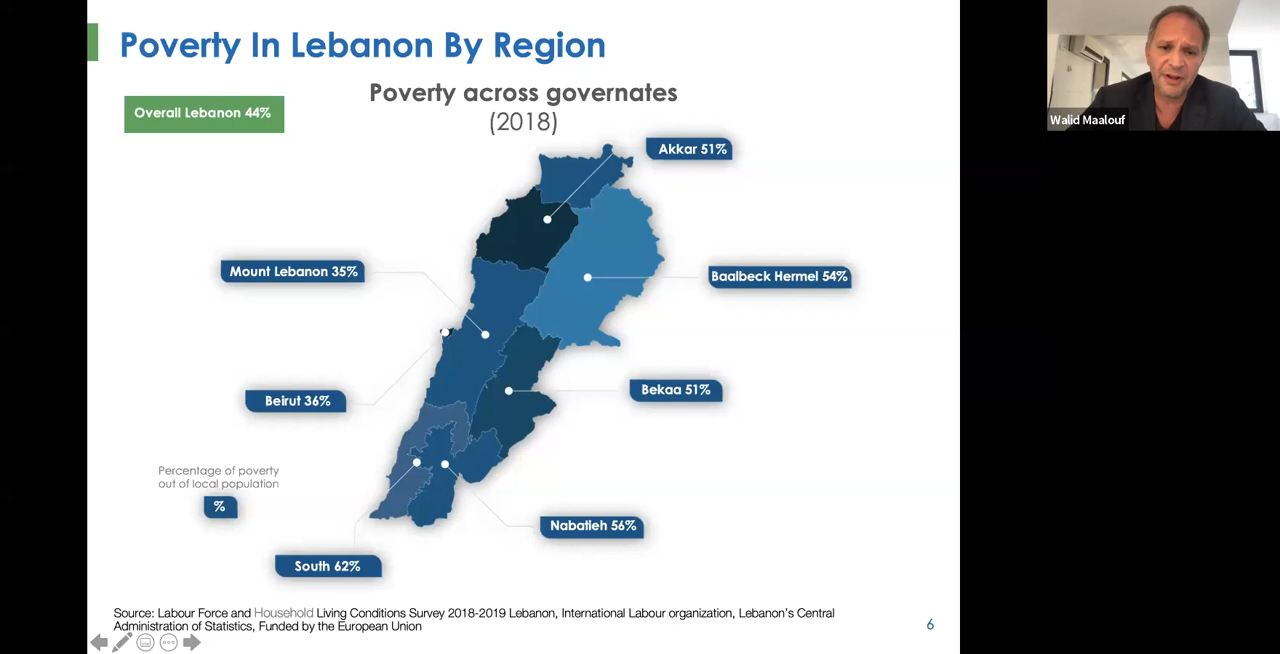 Poverty In Lebanon By Region
Poverty across governates
(2018)
Overall Lebanon 44%
Akkar 51%
Mount Lebanon 35%
Baalbeck Hermel 54%
Bekaa 51%
Beirut 36%
Percentage of poverty
out of local population
%
Nabatieh 56%
South 62%
Source: Labour Force and Household Living Conditions Survey 2018-2019 Lebanon, International Labour organization, Lebanon's Central
Administration of Statistics, Funded by the European Union
6
Walid Maalouf